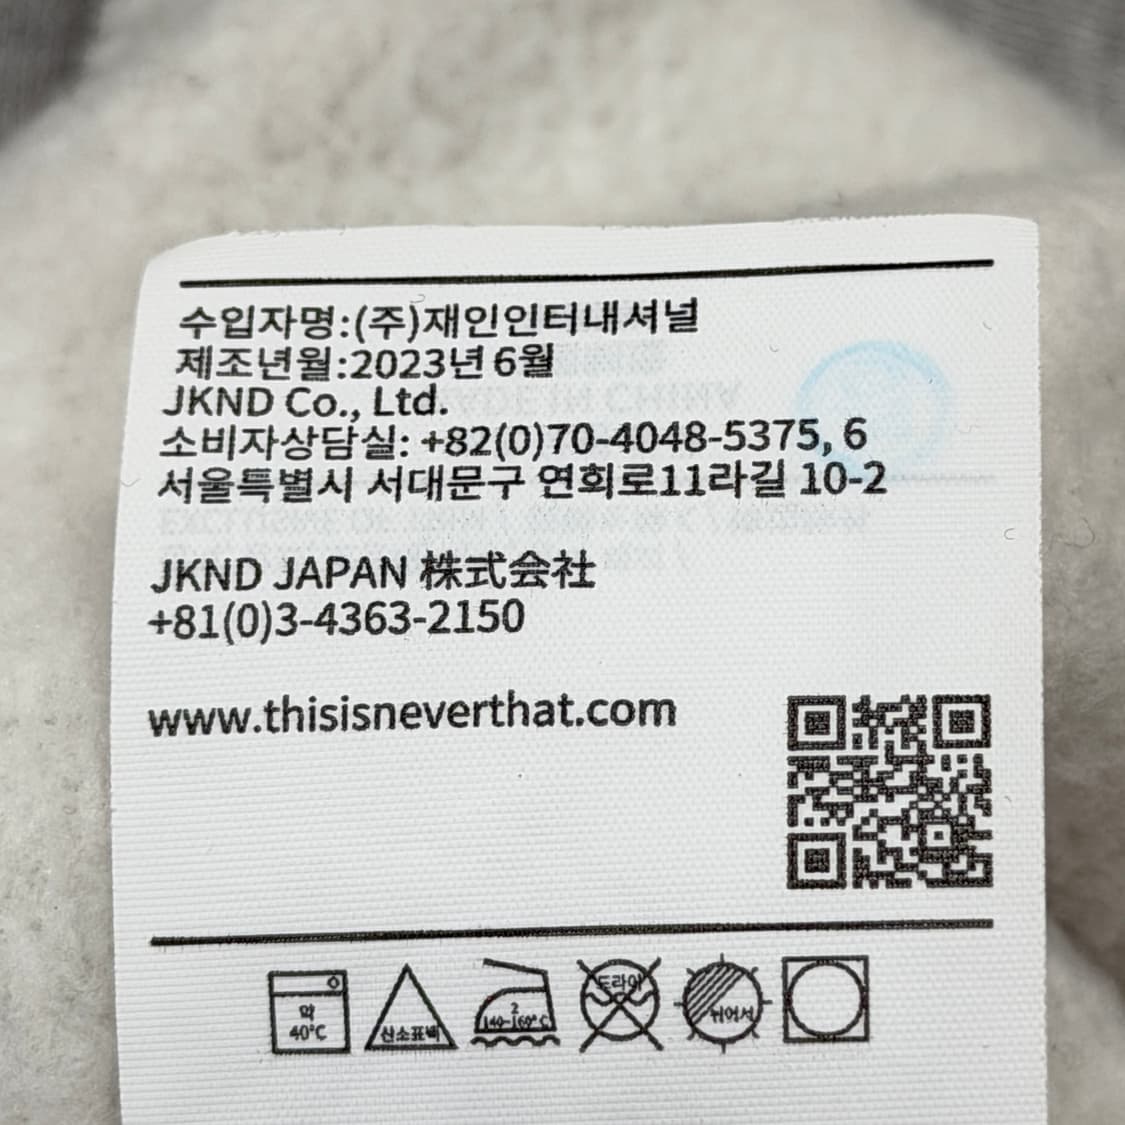 수입자명:(주)재인인터내셔널
제조년월:2023년 6월
JKND Co., Ltd.
소비자상담실: +82(0)70-4048-5375, 6
서울특별시 서대문구 연희로11라길 10-2
JKND JAPAN 株式会社
+81(0)3-4363-2150
www.thisisneverthat.com
약
40°C
산소표백
2
140-160°C
드라이
뉘어서